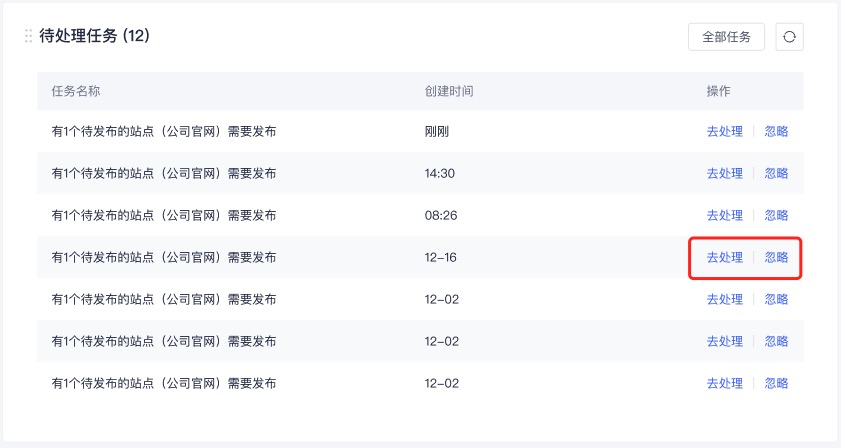 待处理任务 (12)
全部任务
任务名称 创建时间 操作
有1个待发布的站点（公司官网）需要发布 刚刚 去处理 忽略
有1个待发布的站点（公司官网）需要发布 14:30 去处理 忽略
有1个待发布的站点（公司官网）需要发布 08:26 去处理 忽略
有1个待发布的站点（公司官网）需要发布 12-16 去处理 忽略
有1个待发布的站点（公司官网）需要发布 12-02 去处理 忽略
有1个待发布的站点（公司官网）需要发布 12-02 去处理 忽略
有1个待发布的站点（公司官网）需要发布 12-02 去处理 忽略